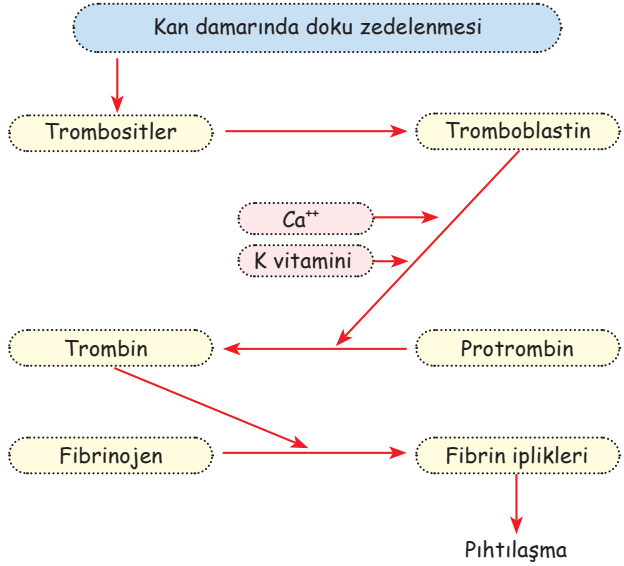 Kan damarında doku zedelenmesi
Trombositler
Tromboblastin
Ca⁺⁺
K vitamini
Trombin
Protrombin
Fibrinojen
Fibrin iplikleri
Pıhtılaşma